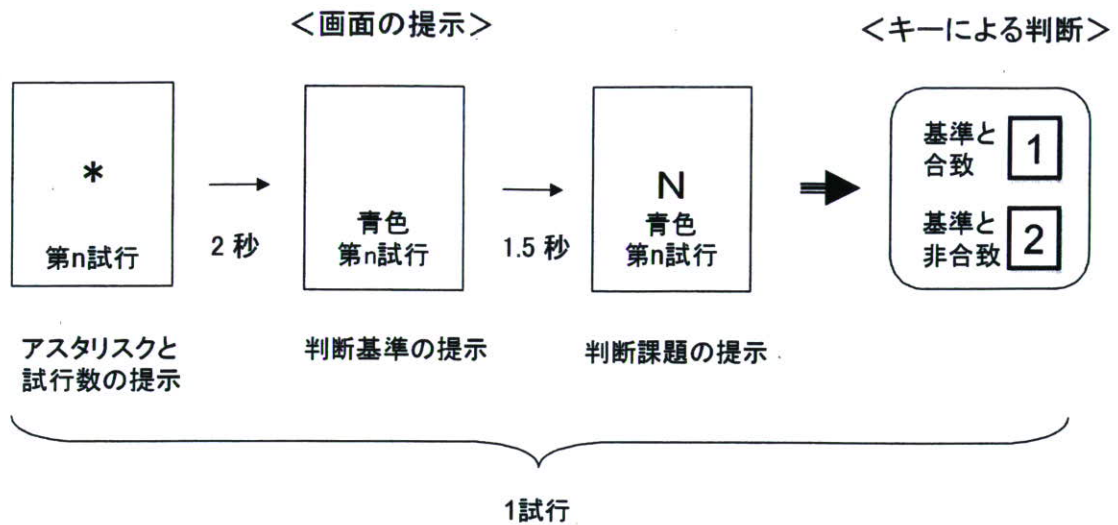 <画面の提示>
<キーによる判断>
*
第n試行
2 秒
青色
第n試行
1.5 秒
N
青色
第n試行
基準と
合致
1
基準と
非合致
2
アスタリスクと
試行数の提示
判断基準の提示
判断課題の提示
1試行